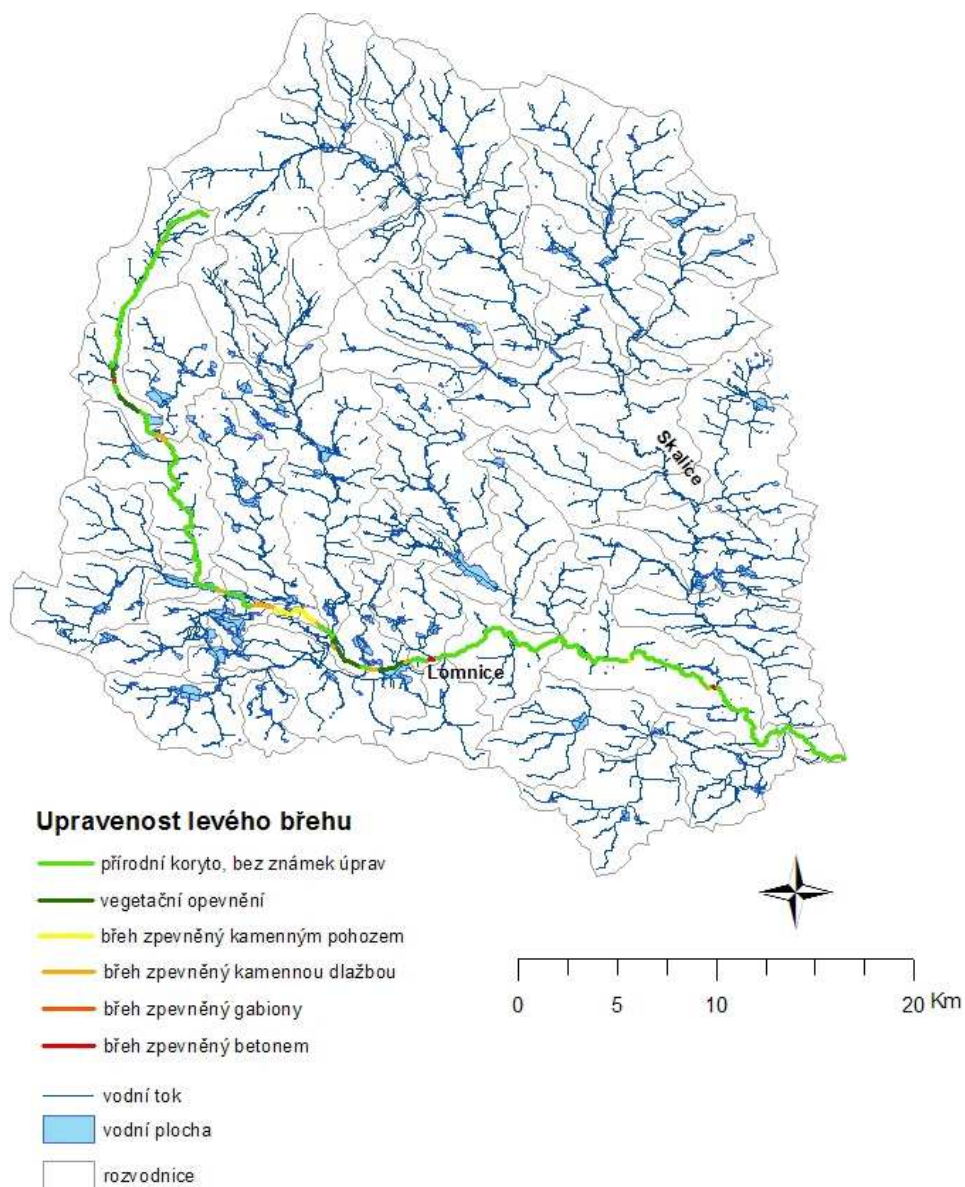 Skalice
Lomnice
Upravenost levého břehu
přírodní koryto, bez známek úprav
vegetační opevnění
břeh zpevněný kamenným pohozem
břeh zpevněný kamennou dlažbou
břeh zpevněný gabiony
břeh zpevněný betonem
vodní tok
vodní plocha
rozvodnice
0 5 10 20 Km